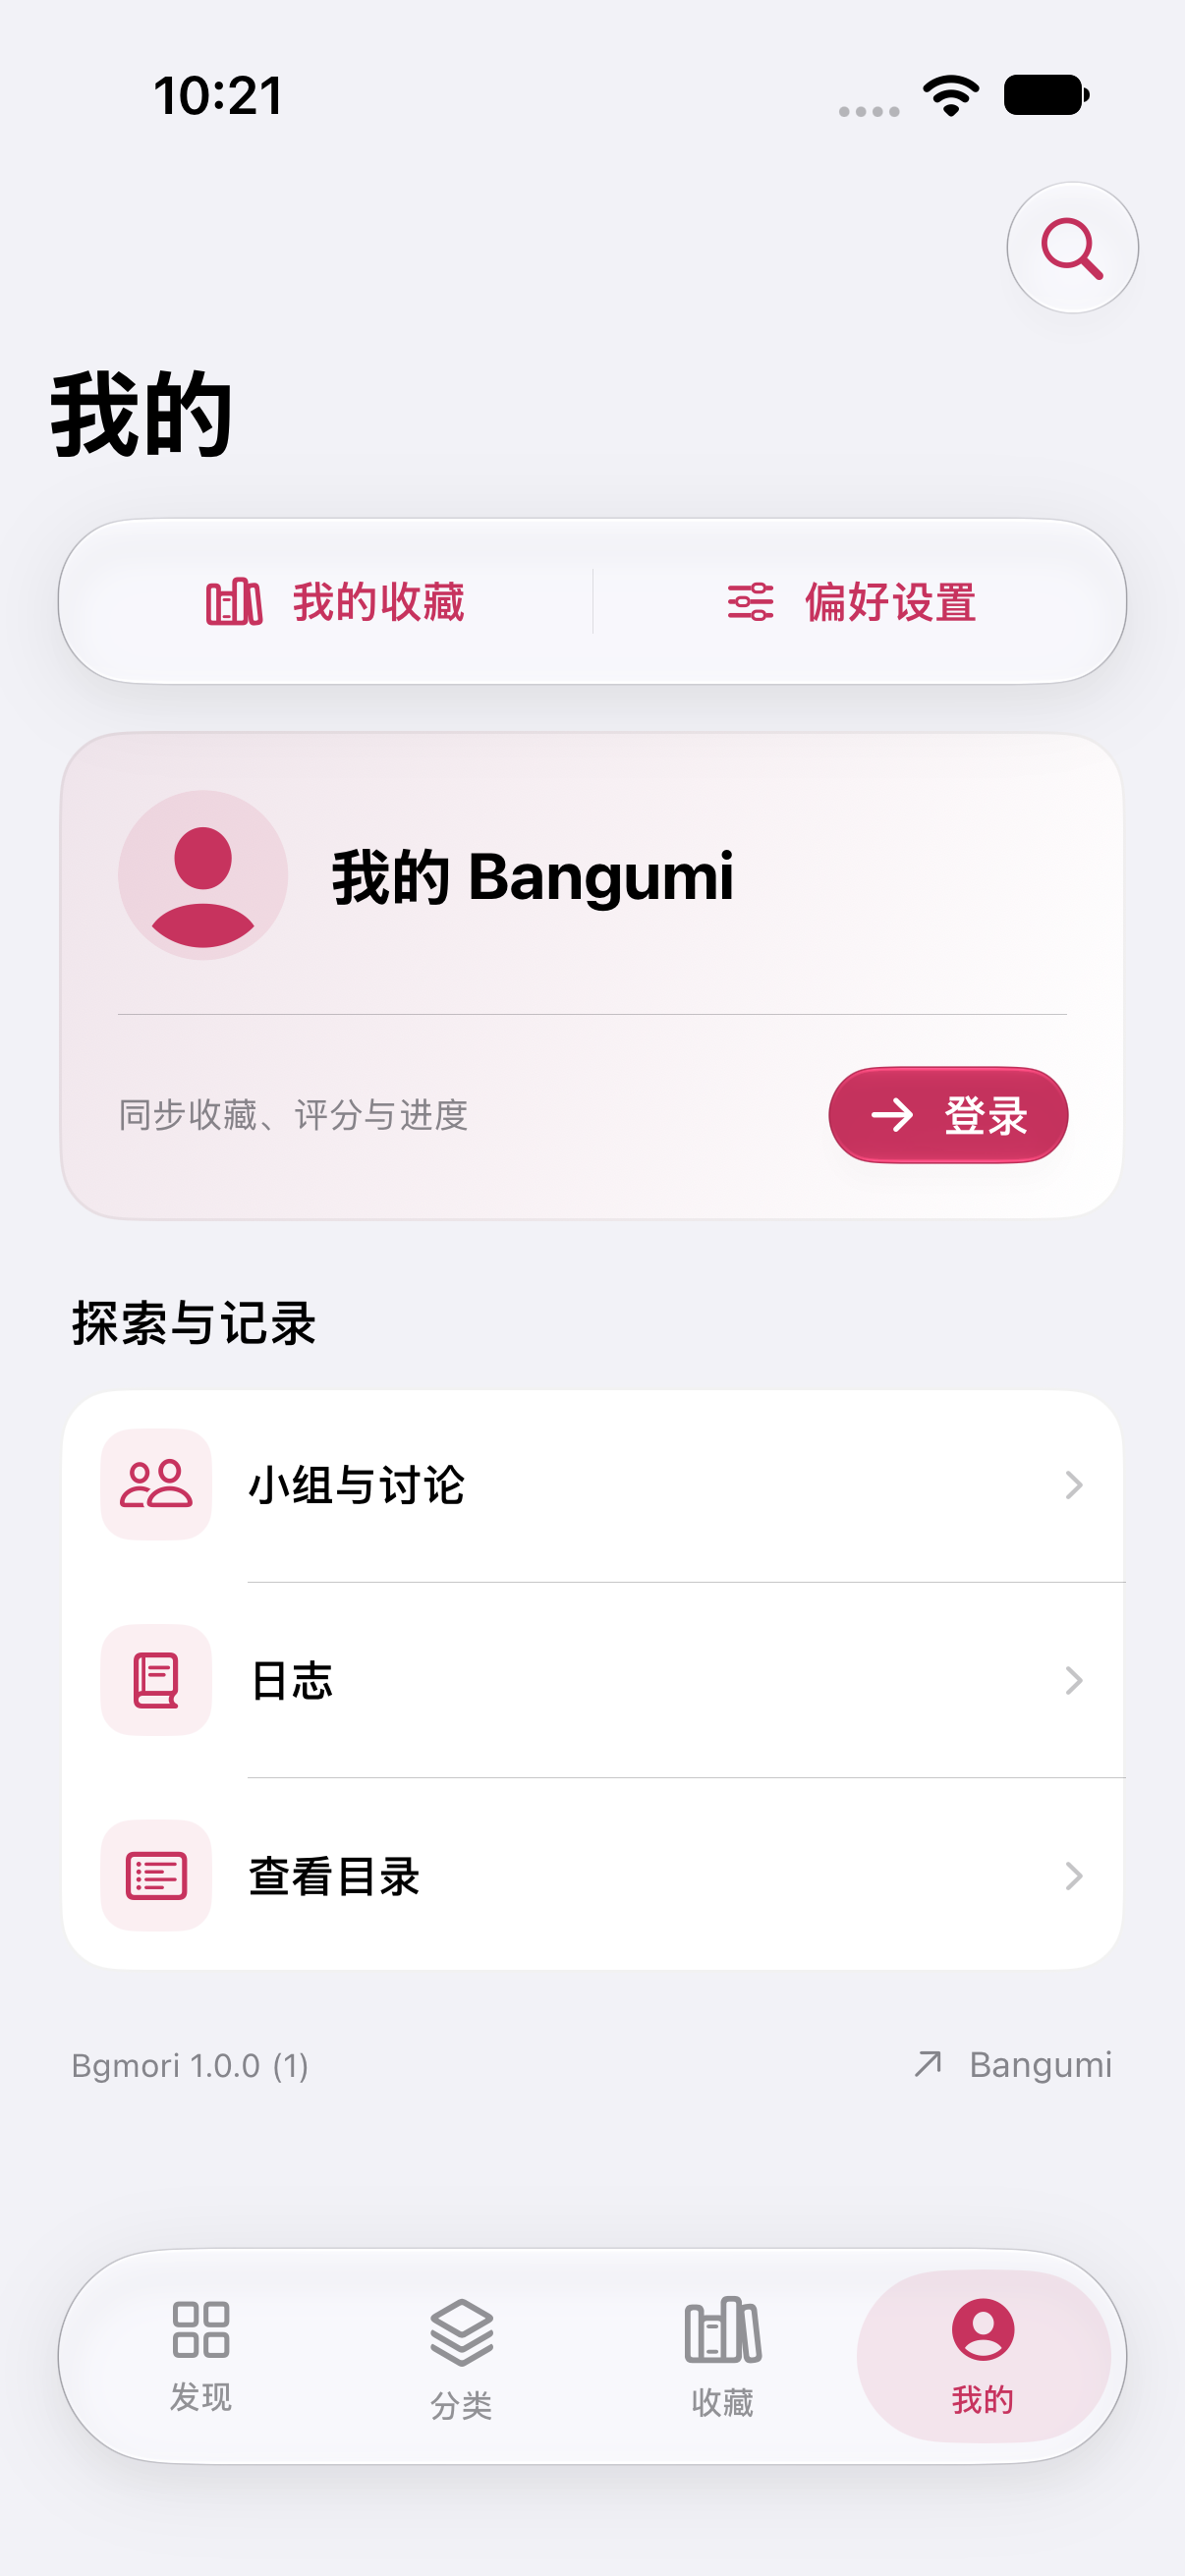 10:21
我的
我的收藏
偏好设置
我的 Bangumi
同步收藏、评分与进度
登录
探索与记录
小组与讨论
日志
查看目录
Bgmori 1.0.0 (1)
Bangumi
发现
分类
收藏
我的